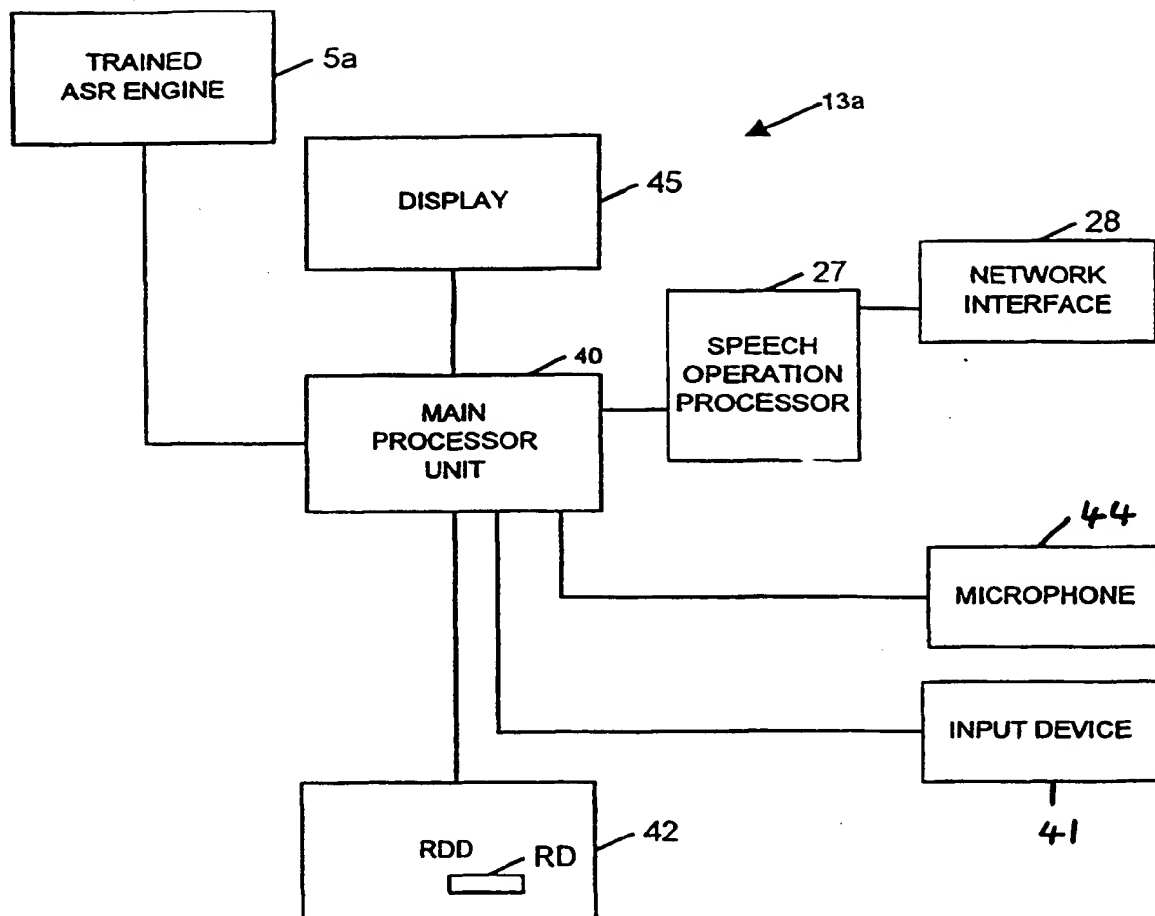 TRAINED
ASR ENGINE
5a
13a
DISPLAY
45
28
NETWORK
INTERFACE
27
SPEECH
OPERATION
PROCESSOR
40
MAIN
PROCESSOR
UNIT
44
MICROPHONE
INPUT DEVICE
41
42
RDD
RD